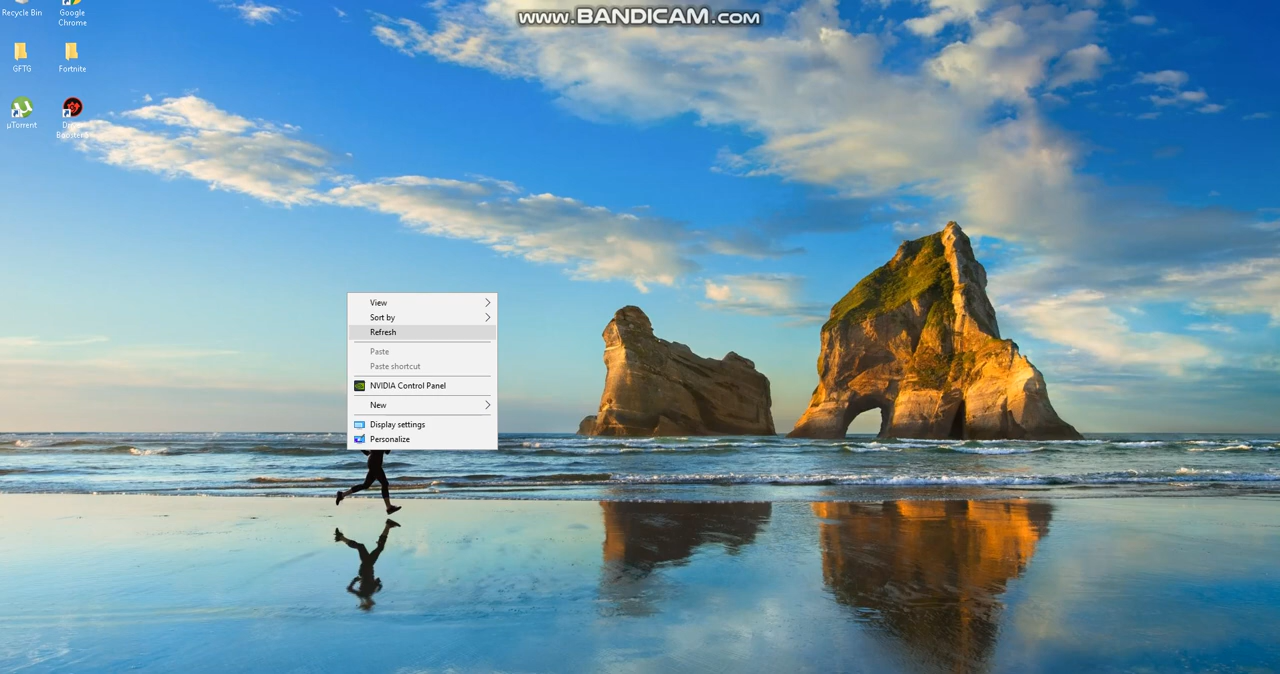 www.BANDICAM.com
Recycle Bin
Google
Chrome
GFTG
Fortnite
µTorrent
View
Sort by
Refresh
Paste
Paste shortcut
NVIDIA Control Panel
New
Display settings
Personalize